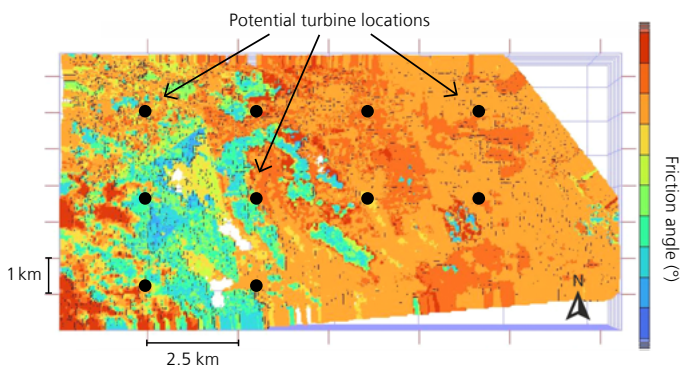 Potential turbine locations
Friction angle (º)
1 km
N
2.5 km